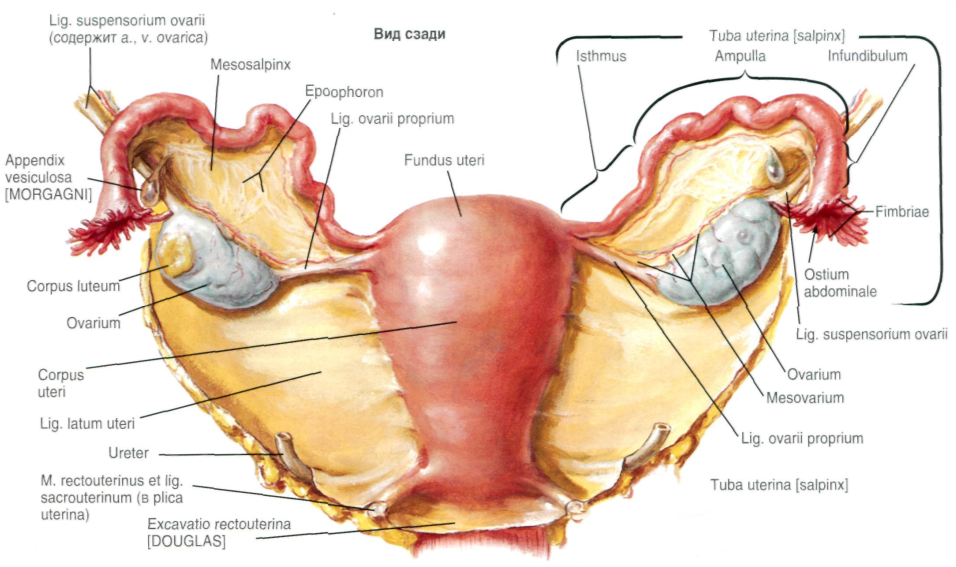 Lig. suspensorium ovarii
(содержит a., v. ovarica)
Вид сзади
Tuba uterina [salpinx]
Isthmus
Ampulla
Infundibulum
Mesosalpinx
Epoophoron
Lig. ovarii proprium
Appendix
vesiculosa
[MORGAGNI]
Fundus uteri
Fimbriae
Corpus luteum
Ovarium
Ostium
abdominale
Lig. suspensorium ovarii
Corpus
uteri
Ovarium
Mesovarium
Lig. latum uteri
Lig. ovarii proprium
Ureter
M. rectouterinus et lig.
sacrouterinum (в plica
uterina)
Tuba uterina [salpinx]
Excavatio rectouterina
[DOUGLAS]